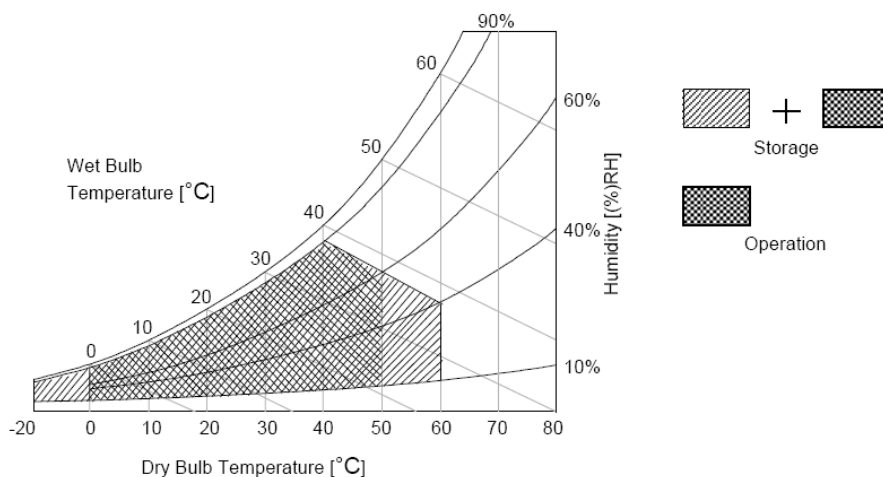 90%
60
60%
50
Wet Bulb
Temperature [°C]
40
40%
30
20
10
0
10%
Humidity [(%)RH]
-20 0 10 20 30 40 50 60 70 80
Dry Bulb Temperature [°C]
+
Storage
Operation